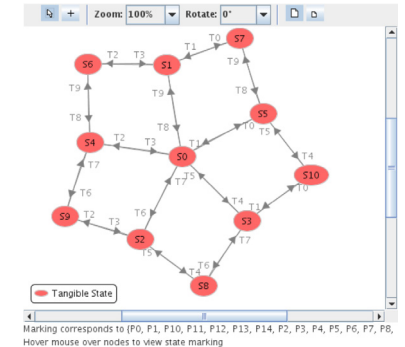 Zoom: 100% Rotate: 0°
T0 S7
T1
T2 T3 S1
S6
T9 T9 T9
T8
S5
T8 T8 T0 T5
S4 T2 T3 T1
S0 T4
T7 T7 T5 S10
T0
T6 T6 T4
S9 T2 T3 S3 T1
S2 T7
T5 T6
T4
S8
Tangible State
Marking corresponds to (P0, P1, P10, P11, P12, P13, P14, P2, P3, P4, P5, P6, P7, P8,
Hover mouse over nodes to view state marking